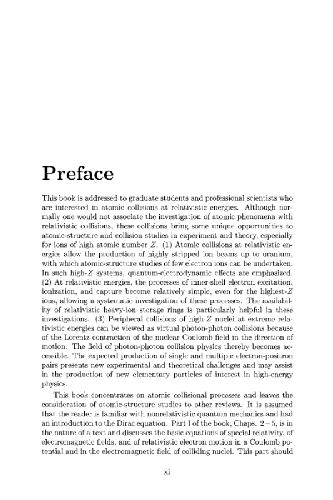 Preface
This book is addressed to graduate students and professional scientists who
are interested in atomic collisions at relativistic energies. Although nor-
mally one would not associate the investigation of atomic phenomena with
relativistic collisions, these collisions bring some unique opportunities to
atomic-structure and collision studies in experiment and theory, especially
for ions of high atomic number Z. (1) Atomic collisions at relativistic en-
ergies allow the production of highly stripped ion beams up to uranium,
with which atomic-structure studies of few electron ions can be undertaken.
In such high-Z systems, quantum-electrodynamic effects are emphasized.
(2) At relativistic energies, the processes of inner-shell electron excitation,
ionization, and capture become relatively simple, even for the highest-Z
ions, allowing a systematic investigation of these processes. The availabil-
ity of relativistic heavy-ion storage rings is particularly helpful in these
investigations. (3) Peripheral collisions of high-Z nuclei at extreme rela-
tivistic energies can be viewed as virtual photon-photon collisions because
of the Lorentz contraction of the nuclear Coulomb field in the direction of
motion. The field of photon-photon collision physics thereby becomes ac-
cessible. The expected production of single and multiple electron-positron
pairs presents new experimental and theoretical challenges and may assist
in the production of new elementary particles of interest in high-energy
physics.
This book concentrates on atomic collisional processes and leaves the
consideration of atomic-structure studies to other reviews. It is assumed
that the reader is familiar with nonrelativistic quantum mechanics and had
an introduction to the Dirac equation. Part I of the book, Chaps. 2–5, is in
the nature of a text and discusses the basic equations of special relativity, of
electromagnetic fields, and of relativistic electron motion in a Coulomb po-
tential and in the electromagnetic field of colliding nuclei. This part should
xi